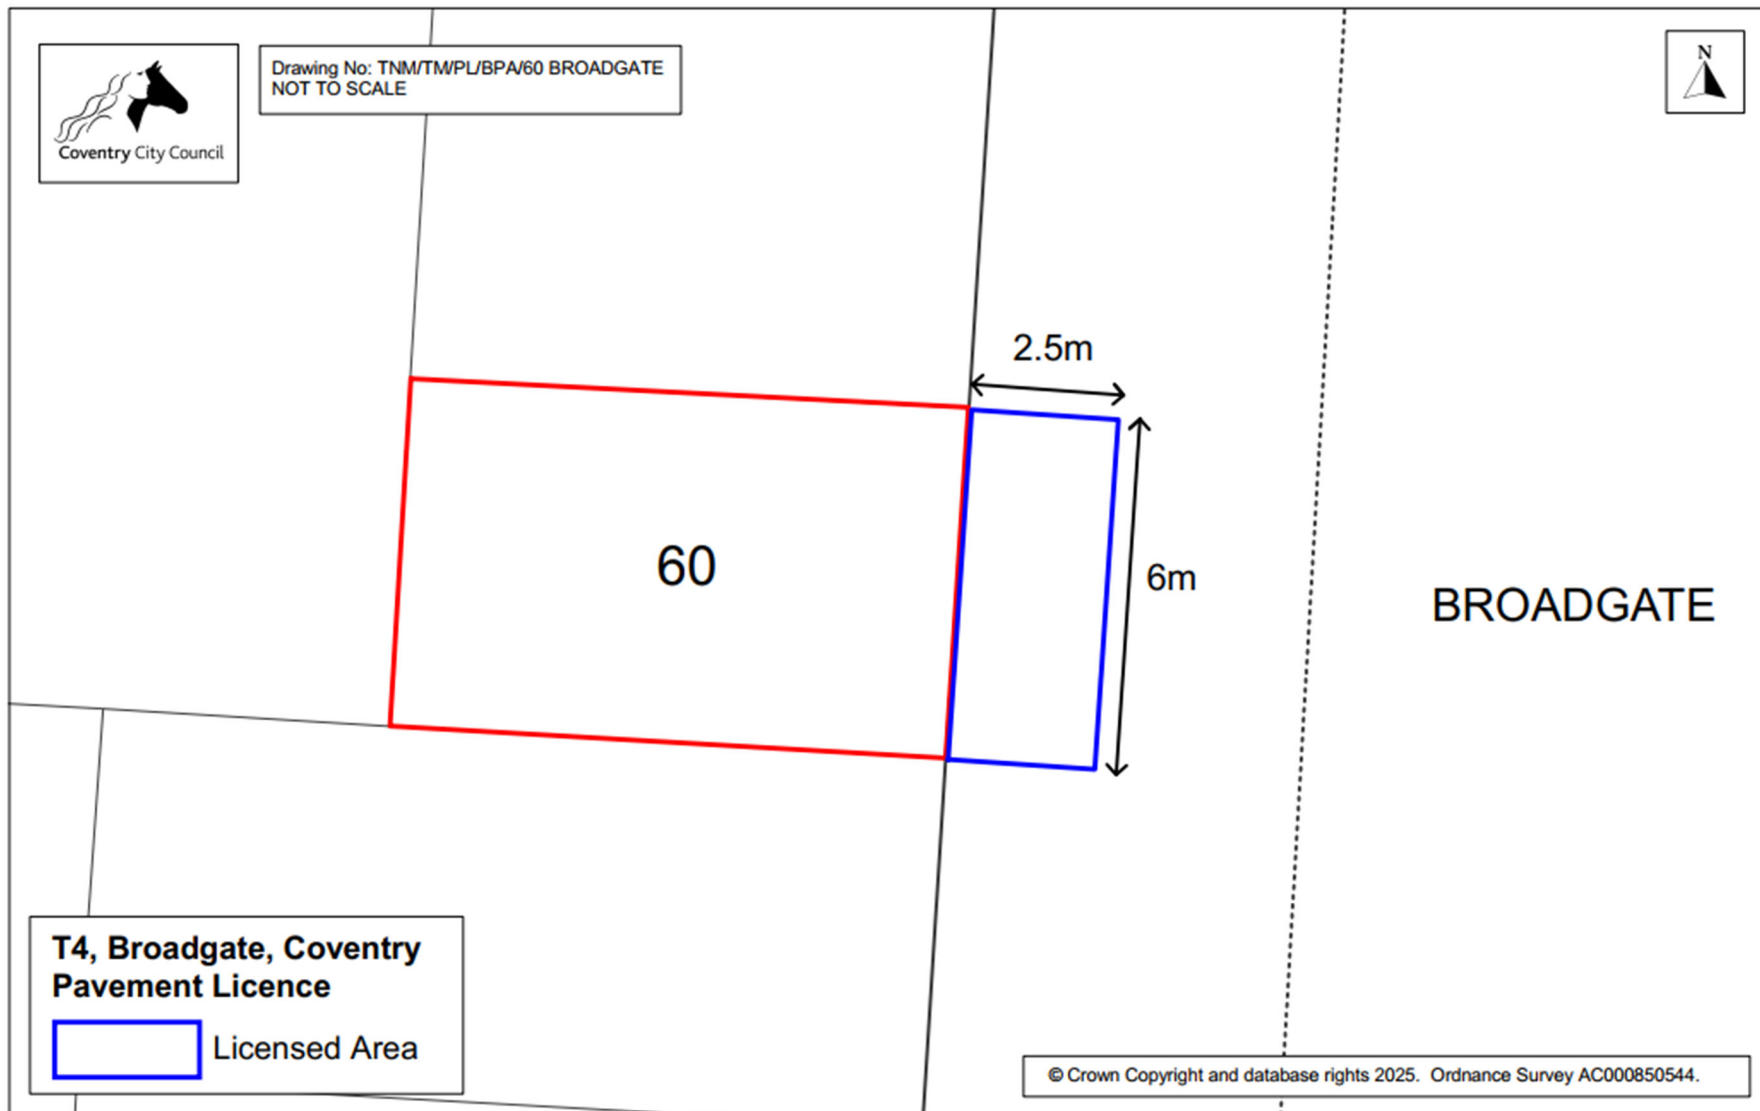 Coventry City Council
Drawing No: TNM/TM/PL/BPA/60 BROADGATE
NOT TO SCALE
N
2.5m
60
6m
BROADGATE
T4, Broadgate, Coventry
Pavement Licence
Licensed Area
© Crown Copyright and database rights 2025. Ordnance Survey AC000850544.